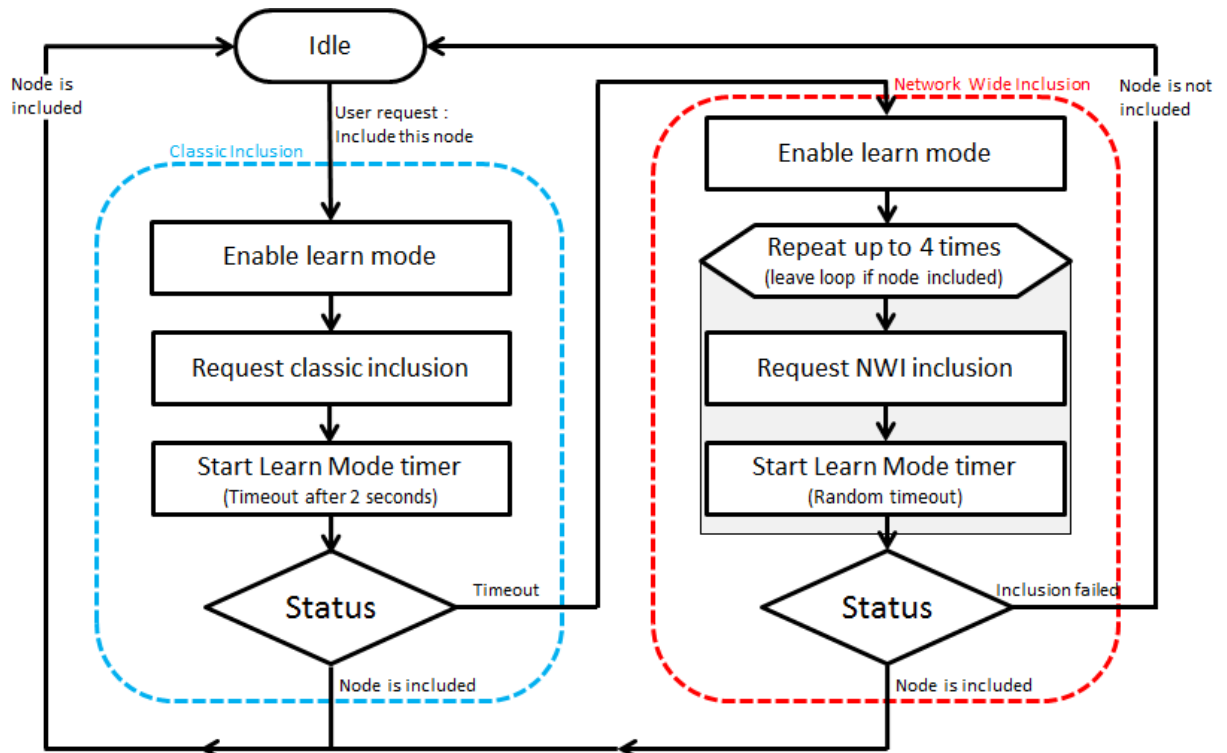 Idle
Node is
included
User request :
Include this node
Classic Inclusion
Enable learn mode
Request classic inclusion
Start Learn Mode timer
(Timeout after 2 seconds)
Status
Timeout
Node is included
Network Wide Inclusion
Node is not
included
Enable learn mode
Repeat up to 4 times
(leave loop if node included)
Request NWI inclusion
Start Learn Mode timer
(Random timeout)
Status
Inclusion failed
Node is included